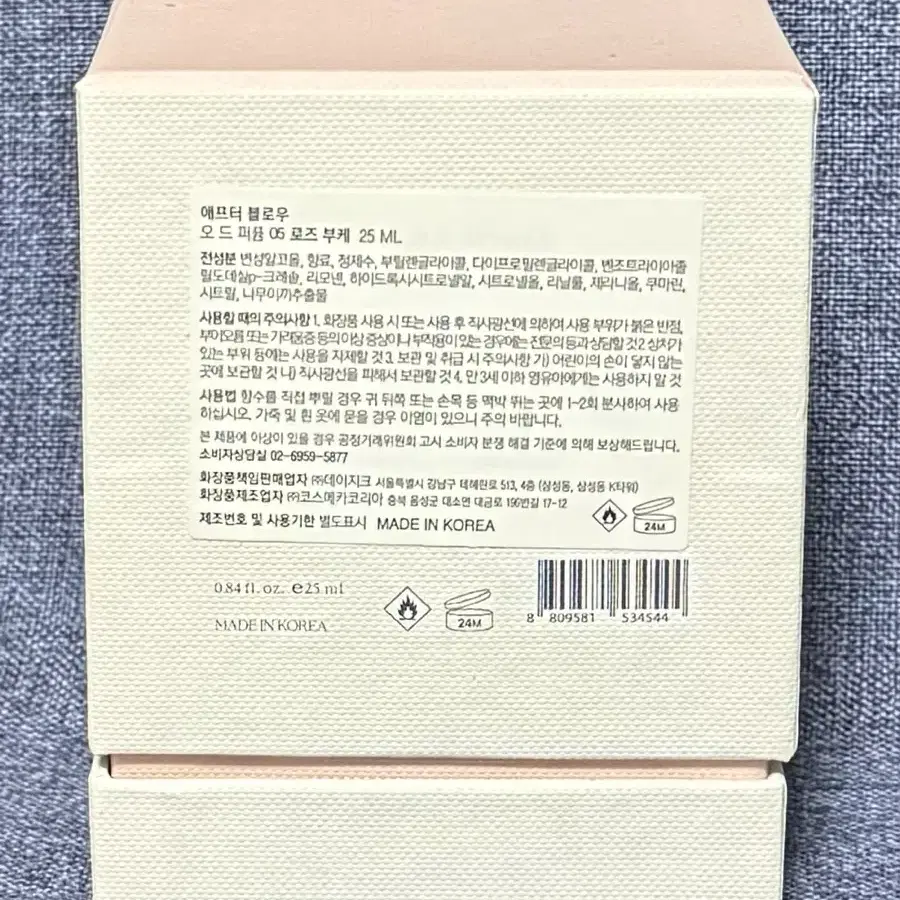 애프터 블로우
오 드 퍼퓸 05 로즈 부케 25 ML
전성분 변성알코올, 향료, 정제수, 부틸렌글라이콜, 다이프로필렌글라이콜, 벤조트라이아졸
릴도데실p-크레솔, 리모넨, 하이드록시시트로넬알, 시트로넬올, 리날룰, 제라니올, 쿠마린,
시트랄, 나무이끼추출물
사용할 때의 주의사항 1. 화장품 사용 시 또는 사용 후 직사광선에 의하여 사용 부위가 붉은 반점,
부어오름 또는 가려움증 등의 이상 증상이나 부작용이 있는 경우에는 전문의 등과 상담할 것 2 상처가
있는 부위 등에는 사용을 자제할 것 3. 보관 및 취급 시 주의사항 가) 어린이의 손이 닿지 않는
곳에 보관할 것 나) 직사광선을 피해서 보관할 것 4. 만 3세 이하 영유아에게는 사용하지 말 것
사용법 향수를 직접 뿌릴 경우 귀 뒤쪽 또는 손목 등 맥박 뛰는 곳에 1~2회 분사하여 사용
하십시오. 가죽 및 흰 옷에 묻을 경우 이염이 있으니 주의 바랍니다.
본 제품에 이상이 있을 경우 공정거래위원회 고시 소비자 분쟁 해결 기준에 의해 보상해드립니다.
소비자상담실 02-6959-5877
화장품책임판매업자 ㈜데이지크 서울특별시 강남구 테헤란로 513, 4층 (삼성동, 삼성동 K타워)
화장품제조업자 ㈜코스메카코리아 충북 음성군 대소면 대금로 196번길 17-12
제조번호 및 사용기한 별도표시 MADE IN KOREA
24M
0.84 fl. oz. ℮25 ml
MADE IN KOREA
24M
8 809581 534544